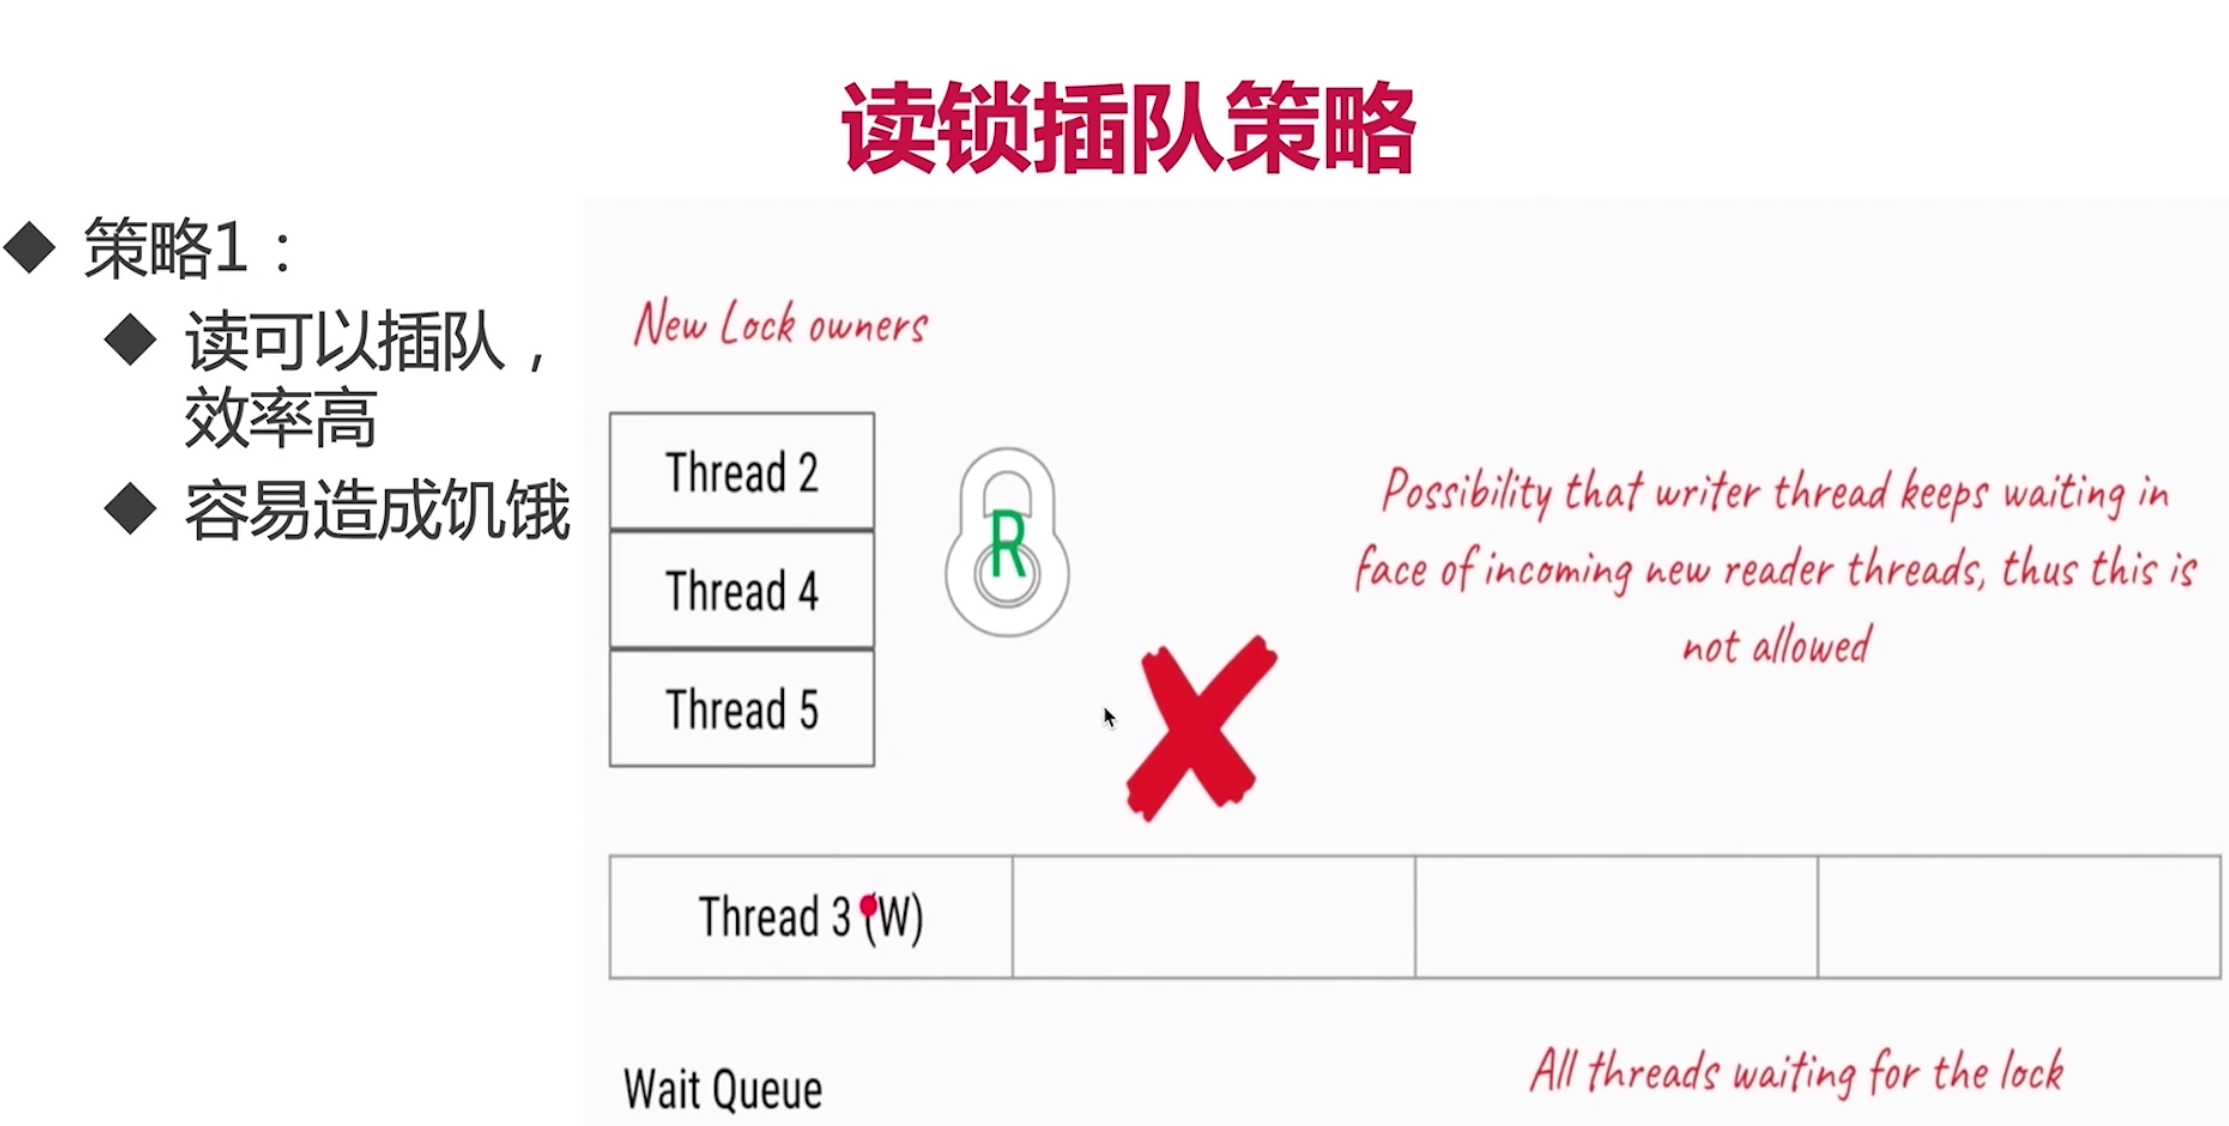 读锁插队策略
策略1：
读可以插队，
效率高
容易造成饥饿
New Lock owners
Thread 2
Thread 4
Thread 5
R
Possibility that writer thread keeps waiting in
face of incoming new reader threads, thus this is
not allowed
Thread 3 (W)
Wait Queue
All threads waiting for the lock